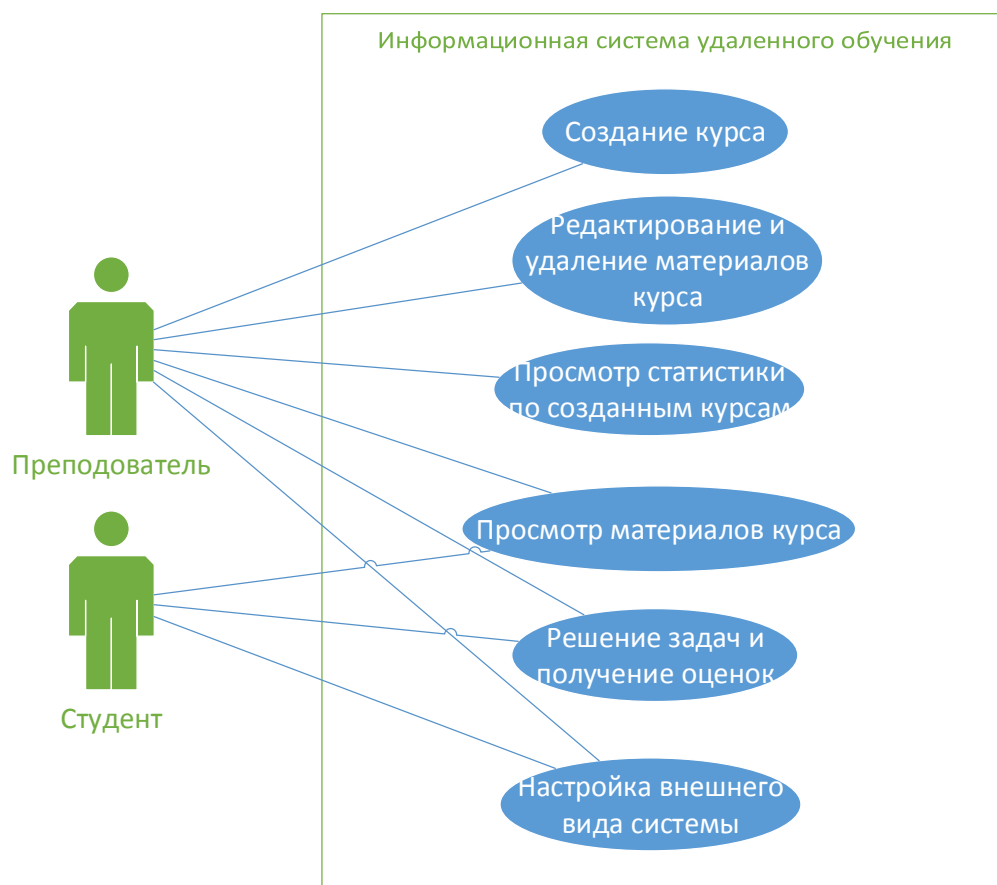 Информационная система удаленного обучения
Создание курса
Редактирование и
удаление материалов
курса
Просмотр статистики
по созданным курсам
Преподователь
Просмотр материалов курса
Решение задач и
получение оценок
Студент
Настройка внешнего
вида системы